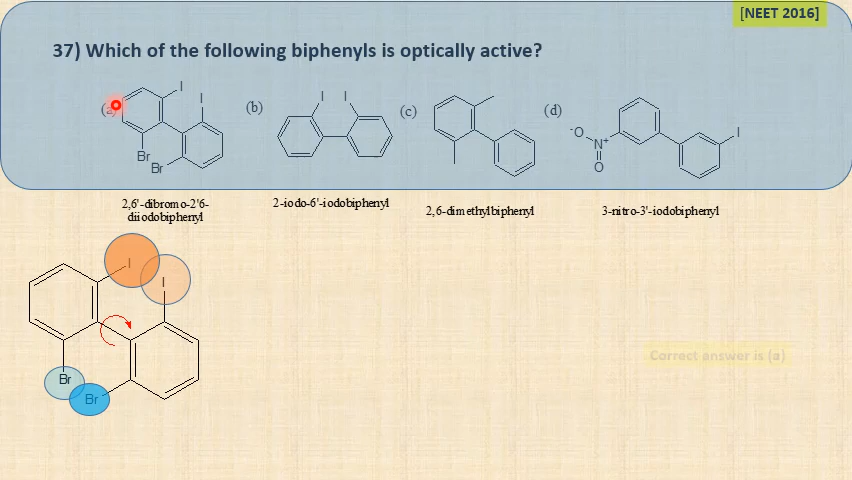 [NEET 2016]
37) Which of the following biphenyls is optically active?
(a)
I
I
Br
Br
(b)
I
I
(c)
(d)
-O
N+
O
I
2,6'-dibromo-2'6-
diiodobiphenyl
2-iodo-6'-iodobiphenyl
2,6-dimethylbiphenyl
3-nitro-3'-iodobiphenyl
I
I
Br
Br
Correct answer is (a)